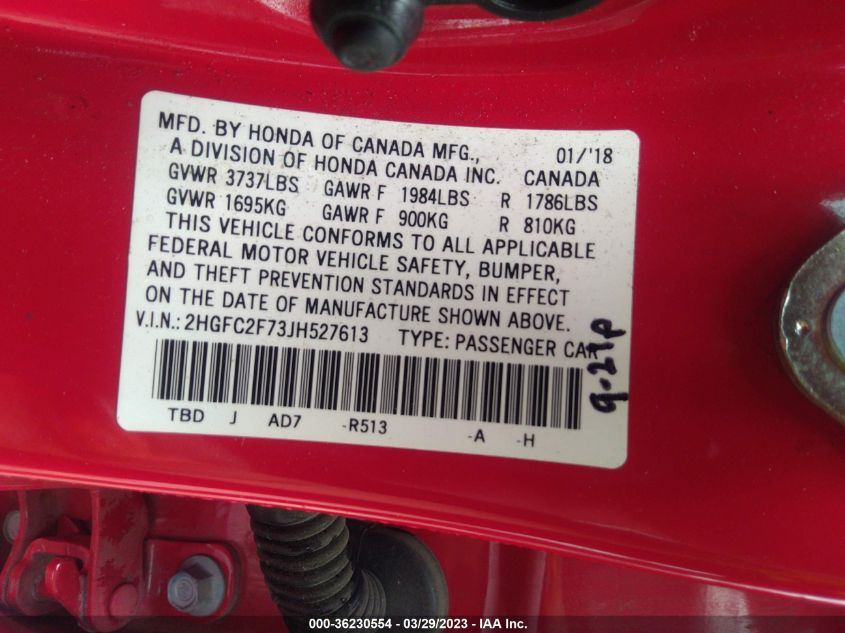 MFD. BY HONDA OF CANADA MFG., 01/'18
A DIVISION OF HONDA CANADA INC. CANADA
GVWR 3737LBS GAWR F 1984LBS R 1786LBS
GVWR 1695KG GAWR F 900KG R 810KG
THIS VEHICLE CONFORMS TO ALL APPLICABLE
FEDERAL MOTOR VEHICLE SAFETY, BUMPER,
AND THEFT PREVENTION STANDARDS IN EFFECT
ON THE DATE OF MANUFACTURE SHOWN ABOVE.
V.I.N.: 2HGFC2F73JH527613 TYPE: PASSENGER CAR
TBD J AD7 -R513 -A -H
9-21p
000-36230554 / 03/29/2023 - IAA Inc.